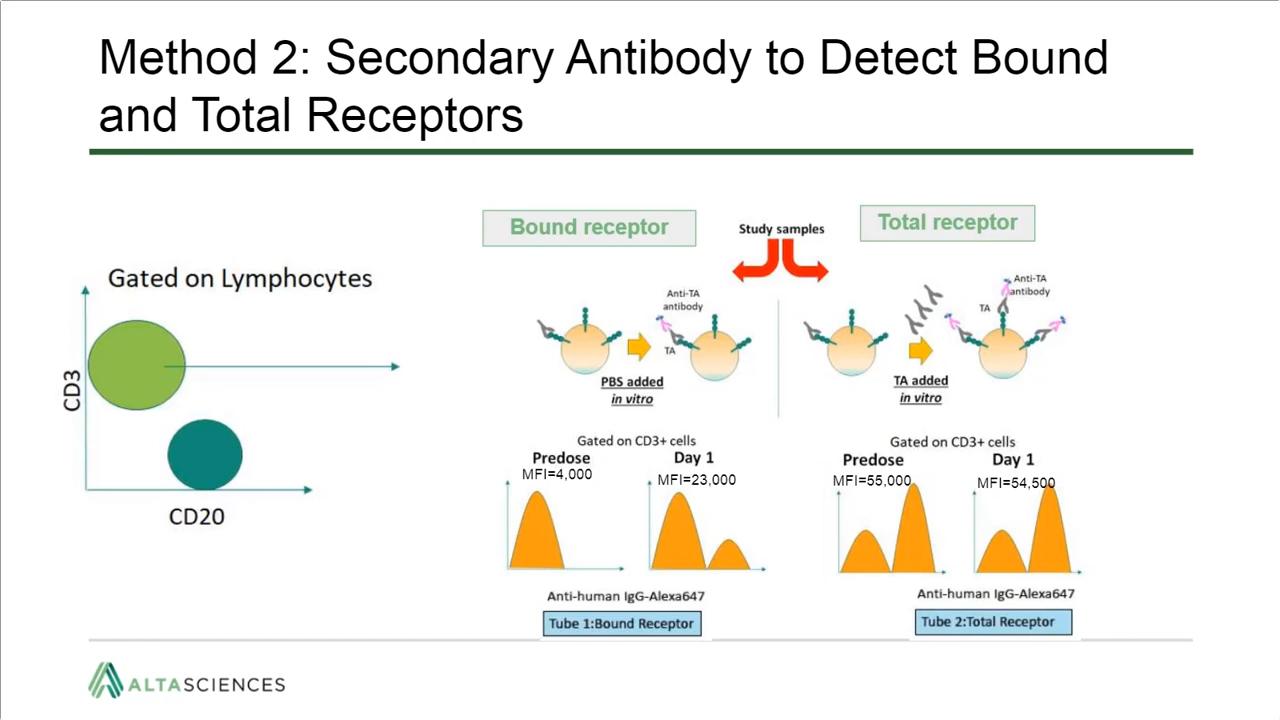 Method 2: Secondary Antibody to Detect Bound
and Total Receptors
Gated on Lymphocytes
CD3
CD20
Bound receptor
Study samples
Total receptor
Anti-TA
antibody
TA
PBS added
in vitro
Anti-TA
antibody
TA
TA added
in vitro
Gated on CD3+ cells
Predose
MFI=4,000
Day 1
MFI=23,000
Anti-human IgG-Alexa647
Tube 1:Bound Receptor
Gated on CD3+ cells
Predose
MFI=55,000
Day 1
MFI=54,500
Anti-human IgG-Alexa647
Tube 2:Total Receptor
ALTASCIENCES